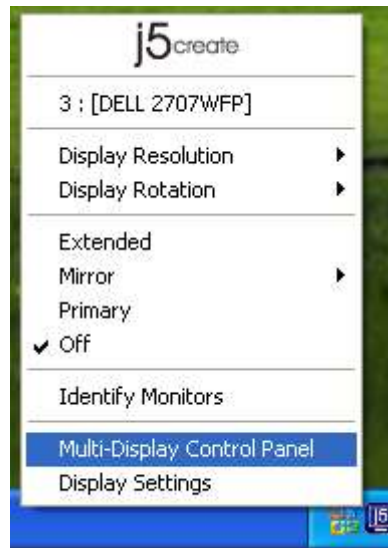 j5create
3 : [DELL 2707WFP]
Display Resolution
Display Rotation
Extended
Mirror
Primary
Off
Identify Monitors
Multi-Display Control Panel
Display Settings
j5